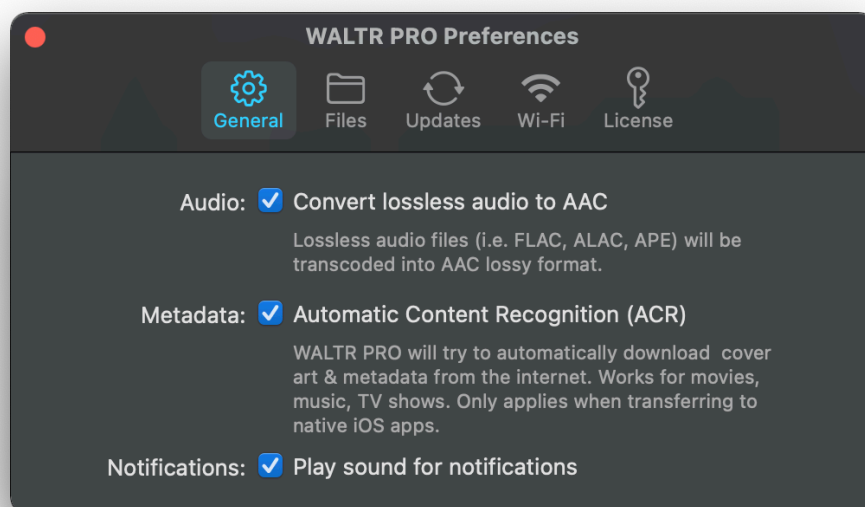 WALTR PRO Preferences
General Files Updates Wi-Fi License
Audio: Convert lossless audio to AAC
Lossless audio files (i.e. FLAC, ALAC, APE) will be
transcoded into AAC lossy format.
Metadata: Automatic Content Recognition (ACR)
WALTR PRO will try to automatically download  cover
art & metadata from the internet. Works for movies,
music, TV shows. Only applies when transferring to
native iOS apps.
Notifications: Play sound for notifications